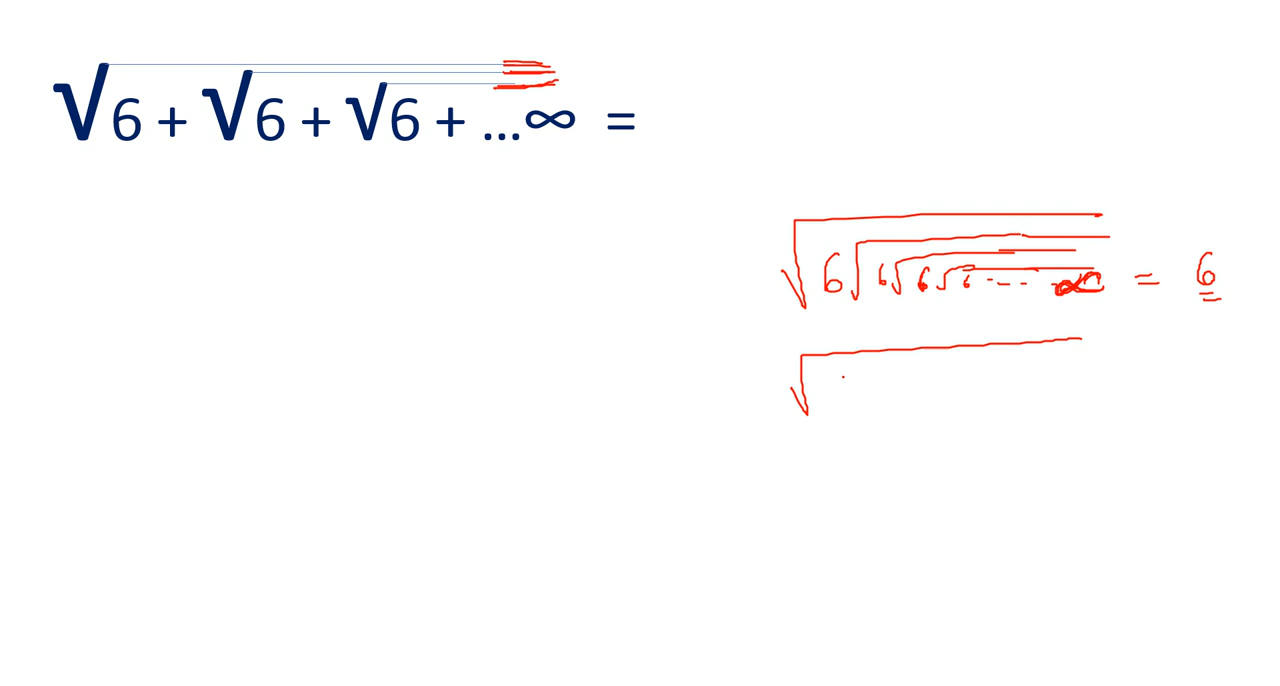 √6 + √6 + √6 + ...∞ =
√6√6√6√6 ..... ∞ = 6
√